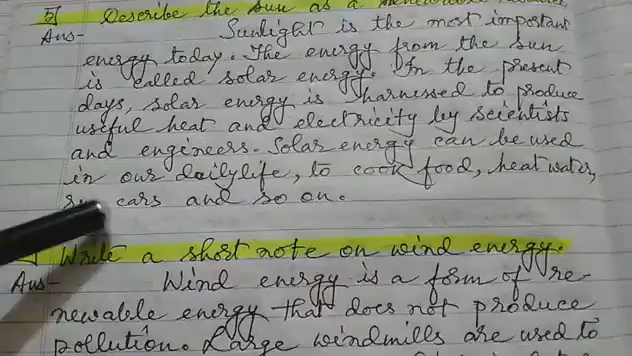 5) Describe the Sun as a
Ans- Sunlight is the most important
energy today. The energy from the sun
is called solar energy. In the present
days, solar energy is harnessed to produce
useful heat and electricity by scientists
and engineers. Solar energy can be used
in our dailylife, to cook food, heat water,
cars and so on.
Write a short note on wind energy.
Ans- Wind energy is a form of re-
newable energy that does not produce
pollution. Large windmills are used to